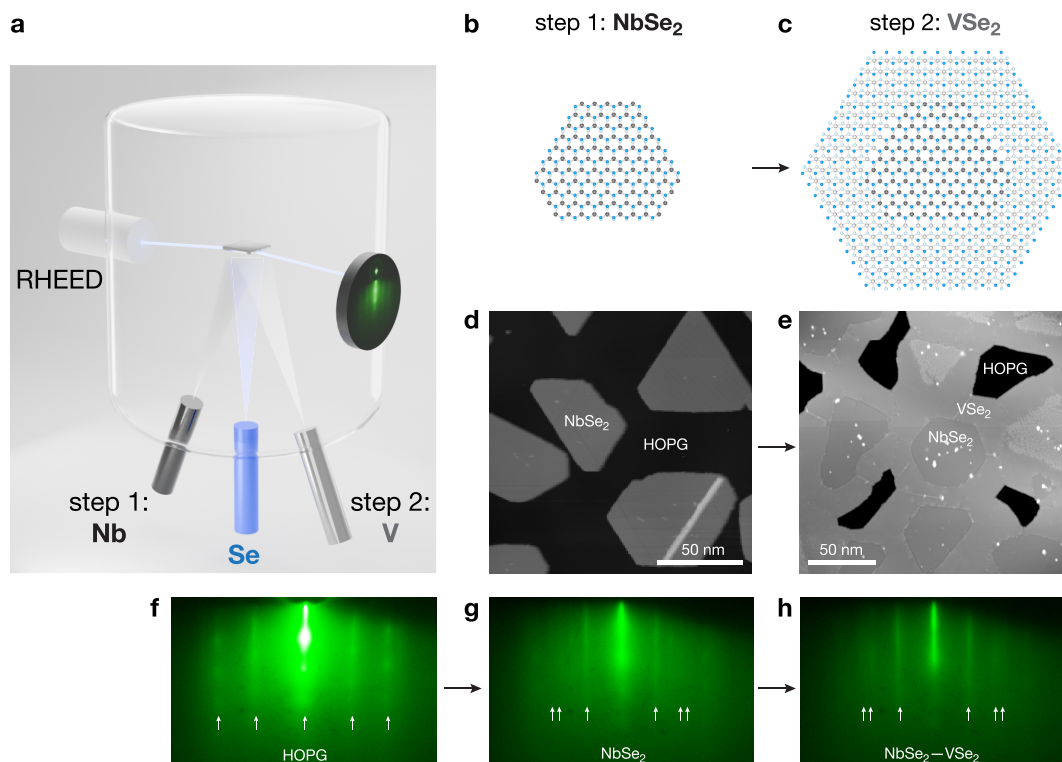 a
RHEED
step 1:
Nb
Se
step 2:
V
b
step 1: NbSe₂
c
step 2: VSe₂
d
NbSe₂
HOPG
50 nm
e
HOPG
VSe₂
NbSe₂
50 nm
f
HOPG
g
NbSe₂
h
NbSe₂—VSe₂